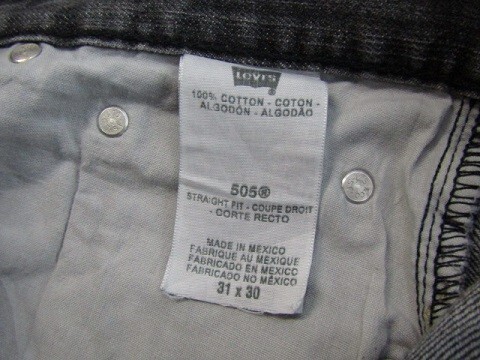 Levi's
100% COTTON - COTON -
ALGODÓN - ALGODÃO
505®
STRAIGHT FIT - COUPE DROIT
- CORTE RECTO
MADE IN MEXICO
FABRIQUÉ AU MEXIQUE
FABRICADO EN MEXICO
FABRICADO NO MÉXICO
31 x 30